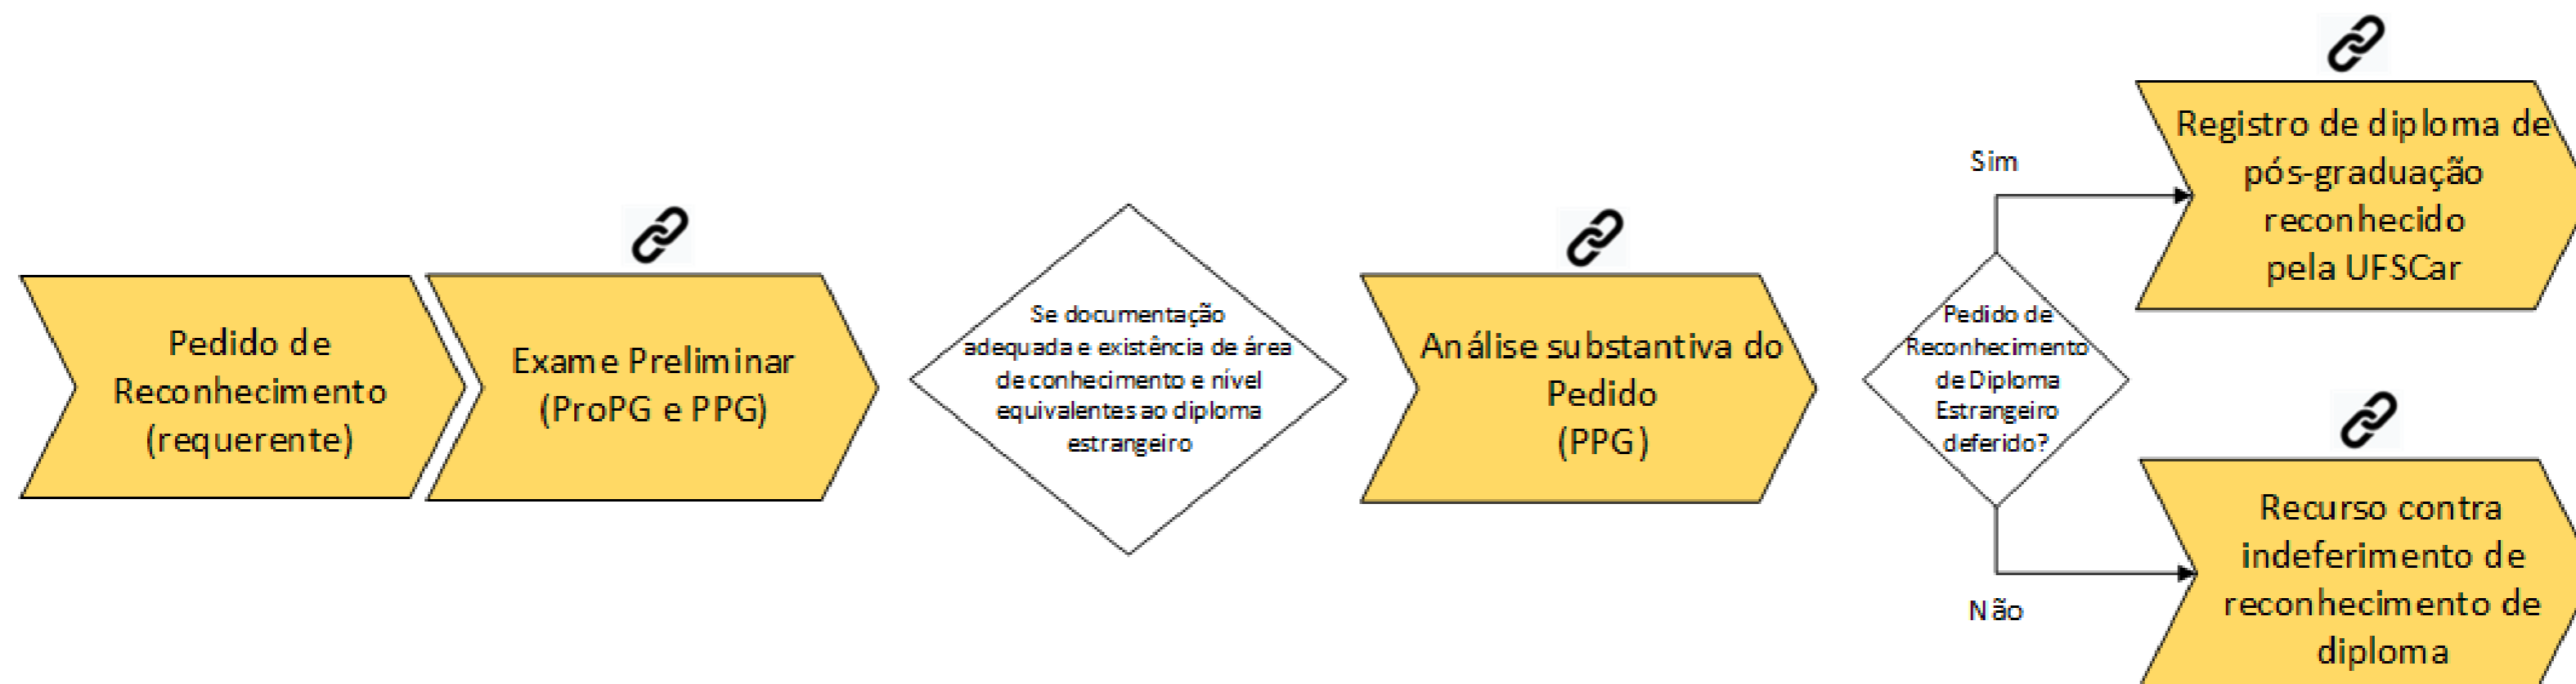 Pedido de
Reconhecimento
(requerente)
Exame Preliminar
(ProPG e PPG)
Se documentação
adequada e existência de área
de conhecimento e nível
equivalentes ao diploma
estrangeiro
Análise substantiva do
Pedido
(PPG)
Pedido de
Reconhecimento
de Diploma
Estrangeiro
deferido?
Sim
Registro de diploma de
pós-graduação
reconhecido
pela UFSCar
Não
Recurso contra
indeferimento de
reconhecimento de
diploma